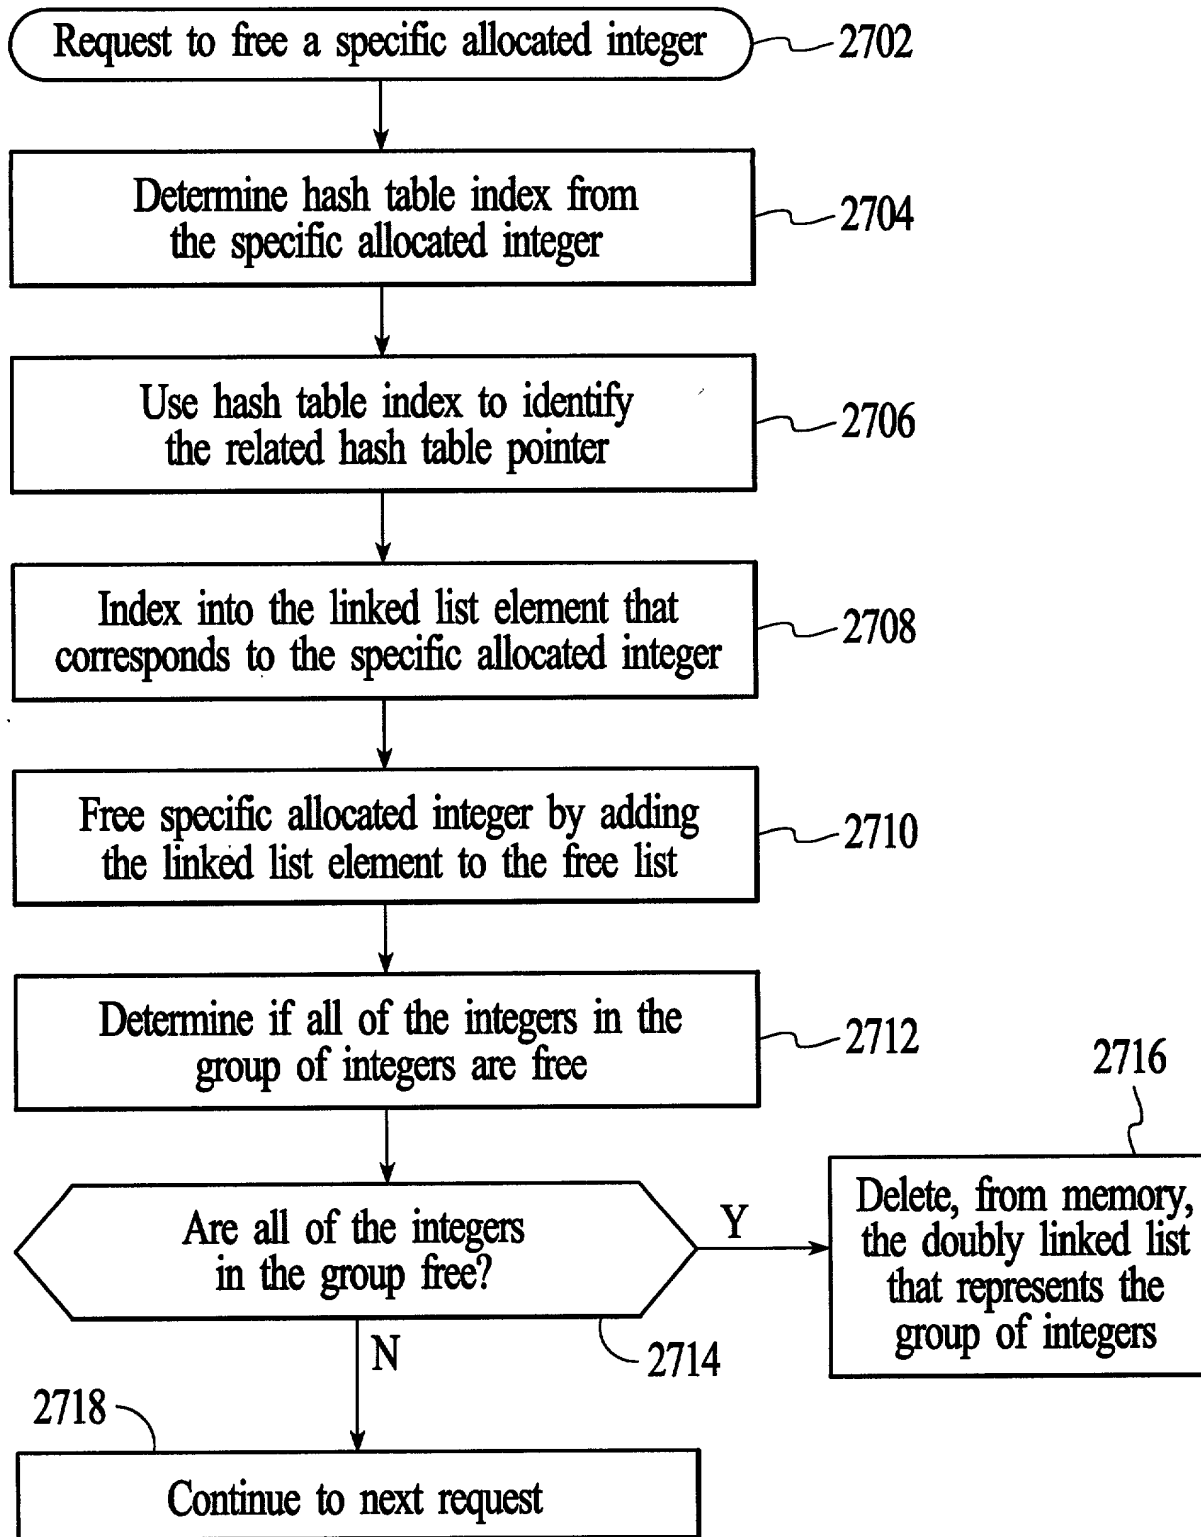 Request to free a specific allocated integer
2702
Determine hash table index from
the specific allocated integer
2704
Use hash table index to identify
the related hash table pointer
2706
Index into the linked list element that
corresponds to the specific allocated integer
2708
Free specific allocated integer by adding
the linked list element to the free list
2710
Determine if all of the integers in the
group of integers are free
2712
2716
Are all of the integers
in the group free?
Y
Delete, from memory,
the doubly linked list
that represents the
group of integers
N
2714
2718
Continue to next request